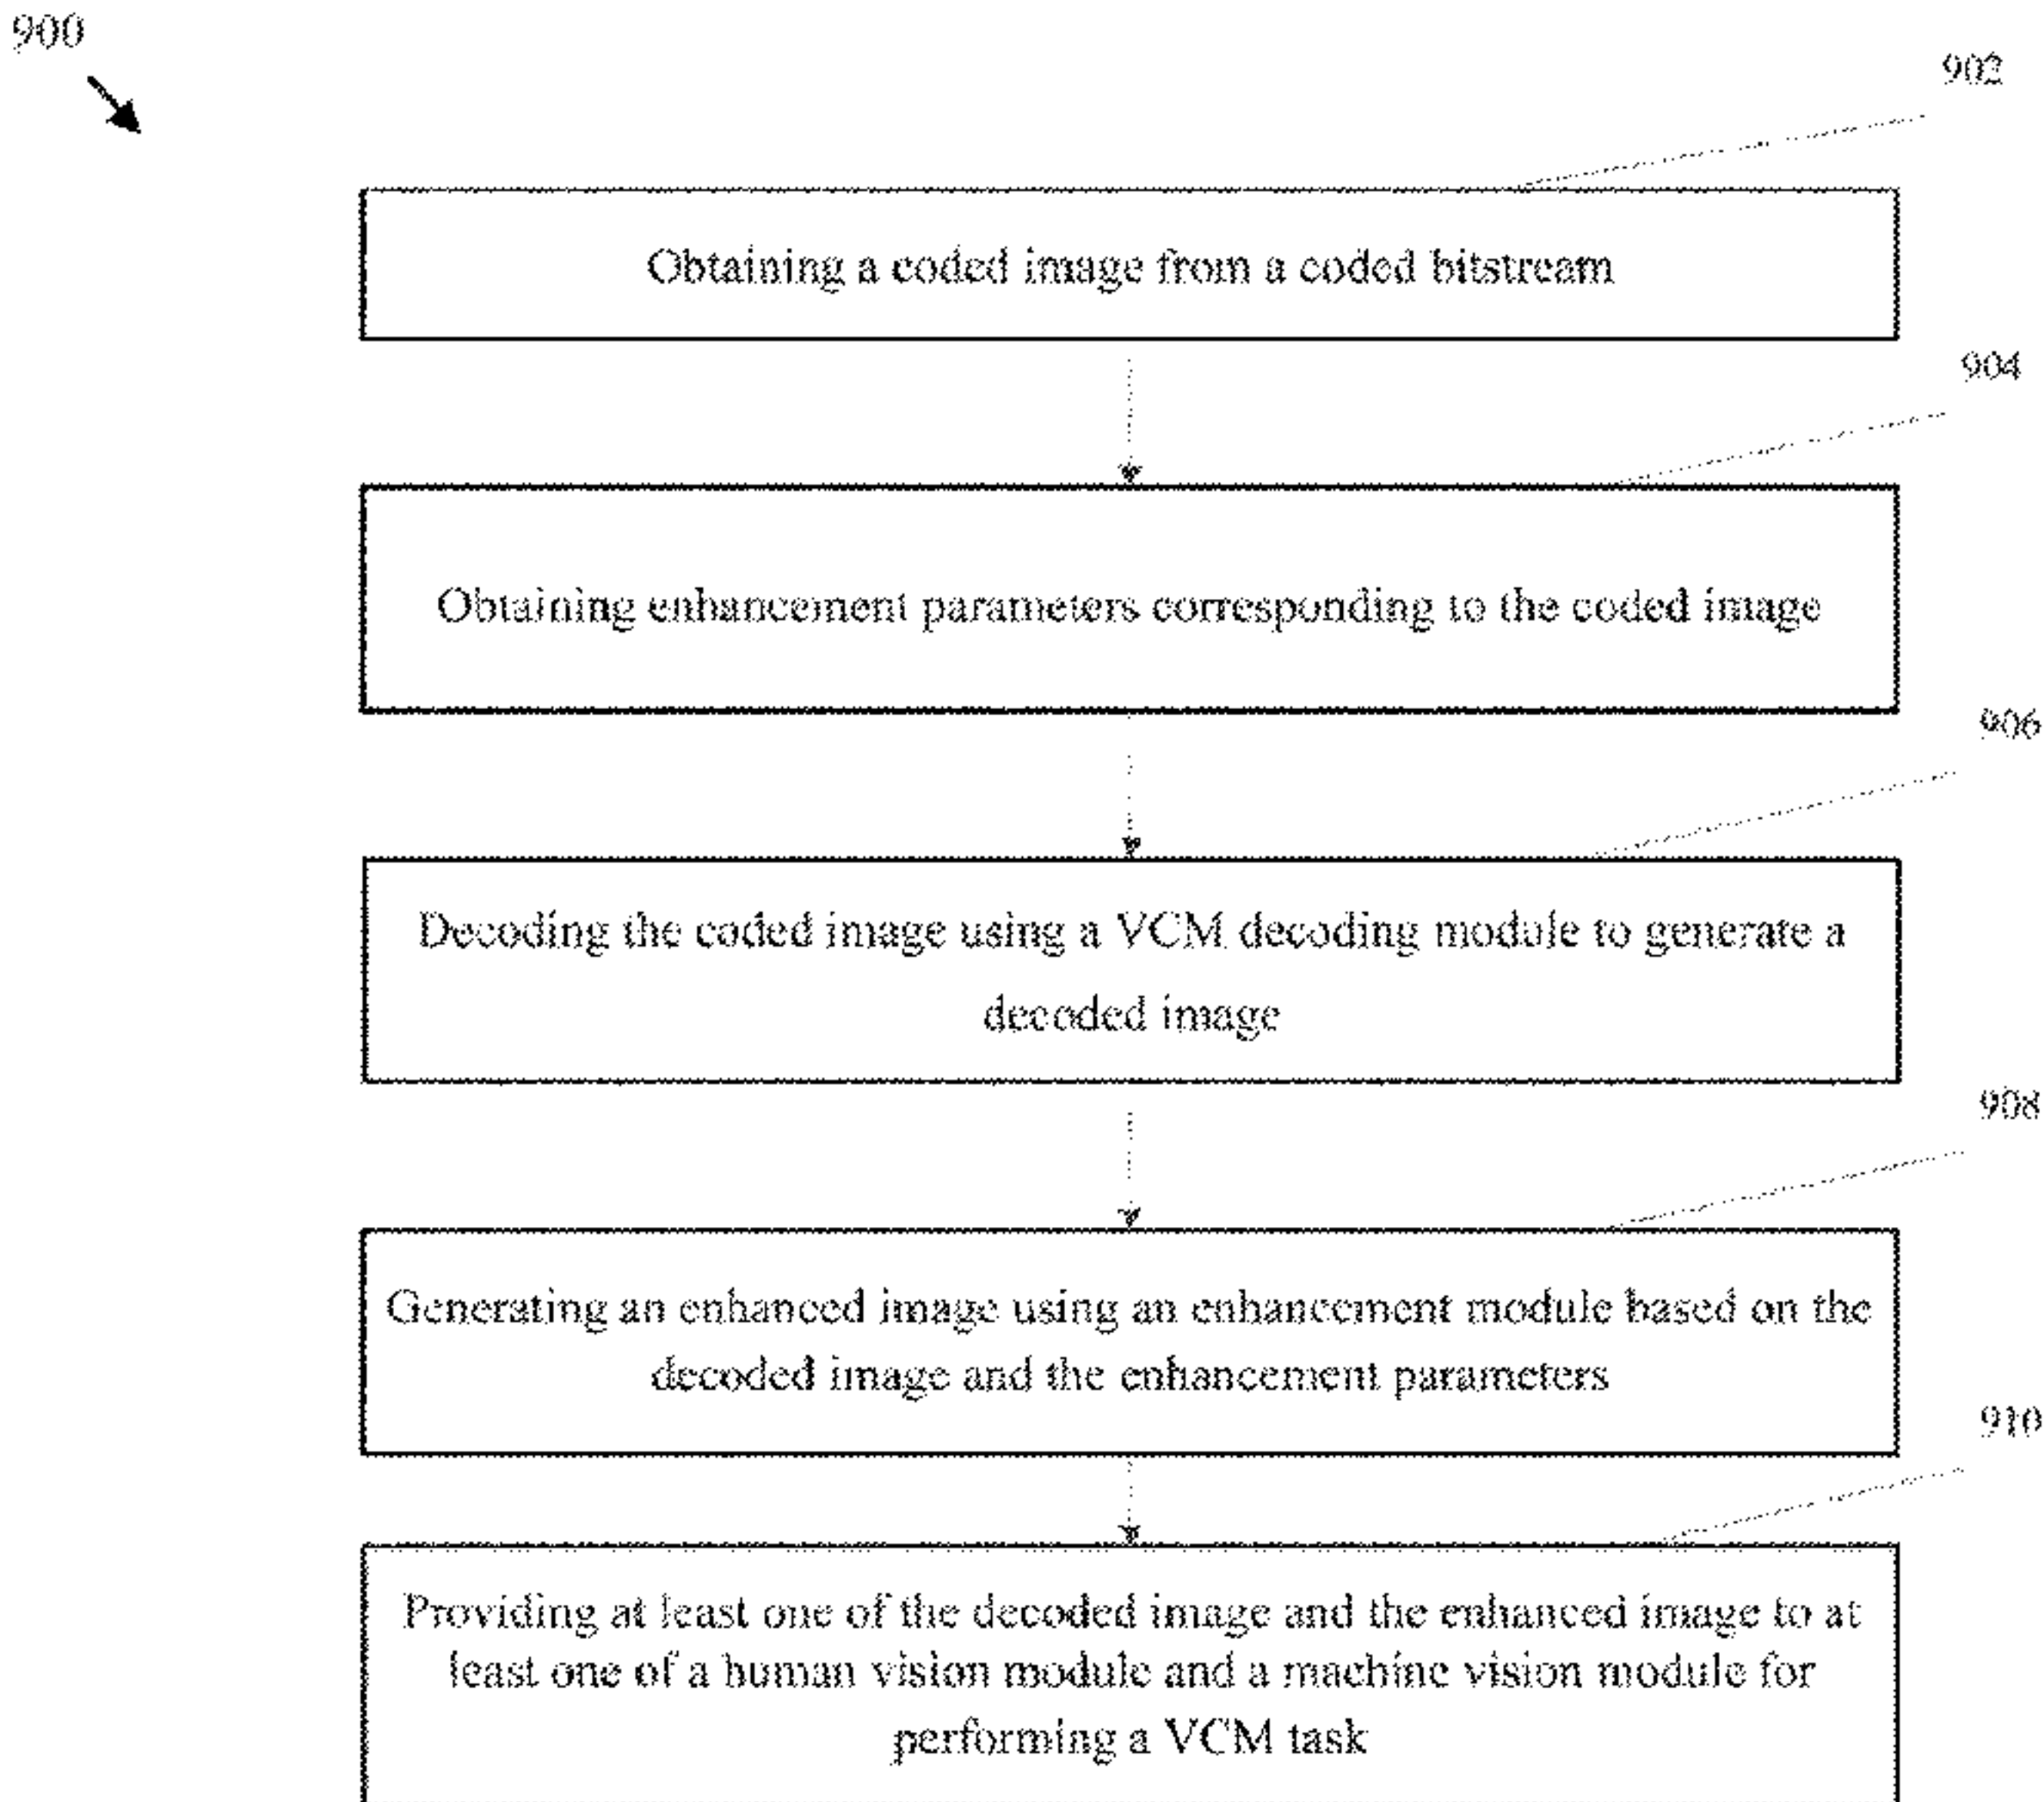 900
902
Obtaining a coded image from a coded bitstream
904
Obtaining enhancement parameters corresponding to the coded image
906
Decoding the coded image using a VCM decoding module to generate a
decoded image
908
Generating an enhanced image using an enhancement module based on the
decoded image and the enhancement parameters
910
Providing at least one of the decoded image and the enhanced image to at
least one of a human vision module and a machine vision module for
performing a VCM task